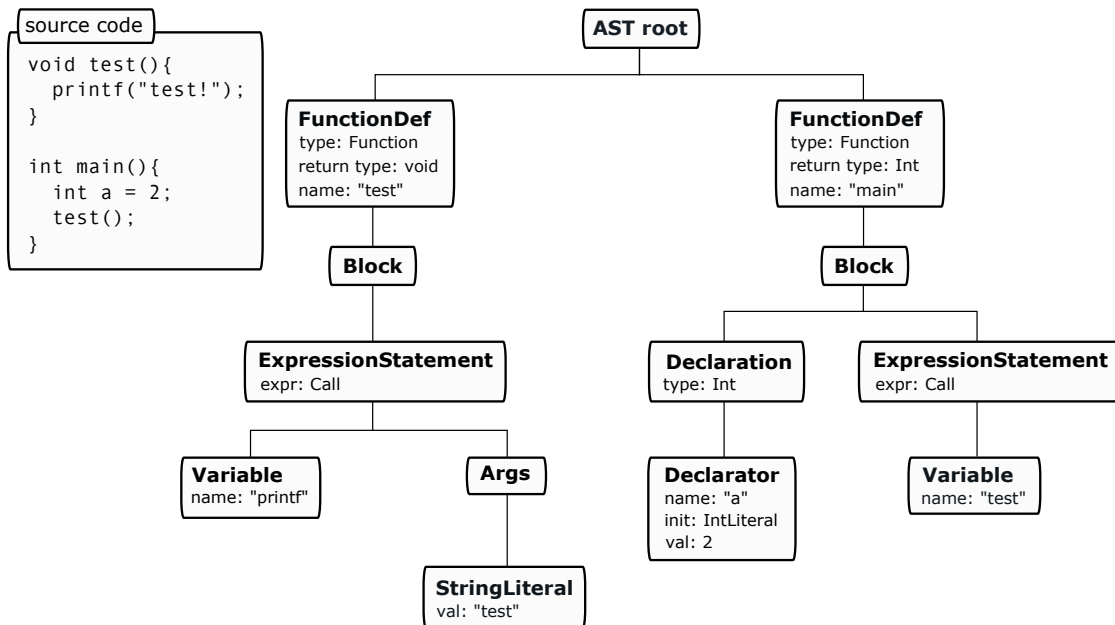 source code
void test(){
  printf("test!");
}
int main(){
  int a = 2;
  test();
}
AST root
FunctionDef
type: Function
return type: void
name: "test"
FunctionDef
type: Function
return type: Int
name: "main"
Block
Block
ExpressionStatement
expr: Call
Declaration
type: Int
ExpressionStatement
expr: Call
Variable
name: "printf"
Args
Declarator
name: "a"
init: IntLiteral
val: 2
Variable
name: "test"
StringLiteral
val: "test"